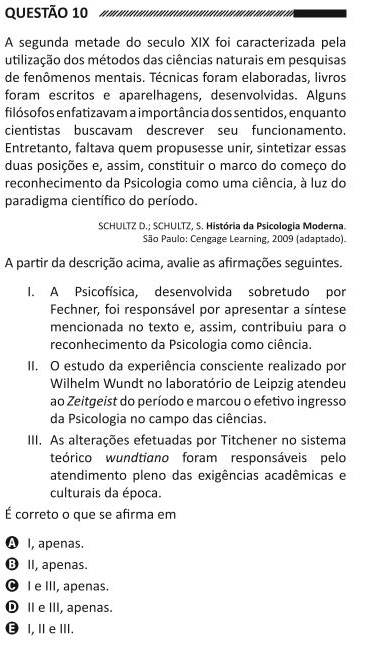 QUESTÃO 10
A segunda metade do seculo XIX foi caracterizada pela
utilização dos métodos das ciências naturais em pesquisas
de fenômenos mentais. Técnicas foram elaboradas, livros
foram escritos e aparelhagens, desenvolvidas. Alguns
filósofos enfatizavam a importância dos sentidos, enquanto
cientistas buscavam descrever seu funcionamento.
Entretanto, faltava quem propusesse unir, sintetizar essas
duas posições e, assim, constituir o marco do começo do
reconhecimento da Psicologia como uma ciência, à luz do
paradigma científico do período.
SCHULTZ D.; SCHULTZ, S. História da Psicologia Moderna.
São Paulo: Cengage Learning, 2009 (adaptado).
A partir da descrição acima, avalie as afirmações seguintes.
I. A Psicofísica, desenvolvida sobretudo por
Fechner, foi responsável por apresentar a síntese
mencionada no texto e, assim, contribuiu para o
reconhecimento da Psicologia como ciência.
II. O estudo da experiência consciente realizado por
Wilhelm Wundt no laboratório de Leipzig atendeu
ao Zeitgeist do período e marcou o efetivo ingresso
da Psicologia no campo das ciências.
III. As alterações efetuadas por Titchener no sistema
teórico wundtiano foram responsáveis pelo
atendimento pleno das exigências acadêmicas e
culturais da época.
É correto o que se afirma em
A I, apenas.
B II, apenas.
C I e III, apenas.
D II e III, apenas.
E I, II e III.